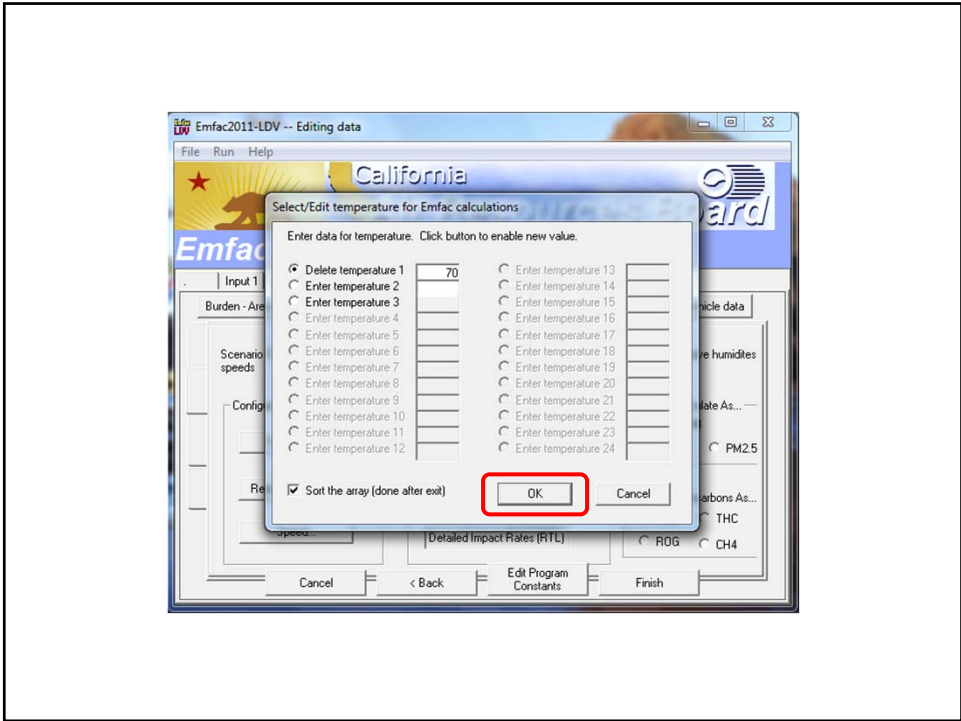 Emfac2011-LDV -- Editing data
File Run Help
California
ard
Emfac
Select/Edit temperature for Emfac calculations
Enter data for temperature. Click button to enable new value.
Delete temperature 1 70
Enter temperature 2
Enter temperature 3
Enter temperature 4
Enter temperature 5
Enter temperature 6
Enter temperature 7
Enter temperature 8
Enter temperature 9
Enter temperature 10
Enter temperature 11
Enter temperature 12
Enter temperature 13
Enter temperature 14
Enter temperature 15
Enter temperature 16
Enter temperature 17
Enter temperature 18
Enter temperature 19
Enter temperature 20
Enter temperature 21
Enter temperature 22
Enter temperature 23
Enter temperature 24
Sort the array (done after exit)
OK
Cancel
Input 1
Burden - Are
hicle data
Scenario
speeds
ve humidites
Config
late As...
PM2.5
Re
arbons As...
THC
Speed...
Detailed Impact Rates (RTL)
ROG
CH4
Cancel
< Back
Edit Program
Constants
Finish